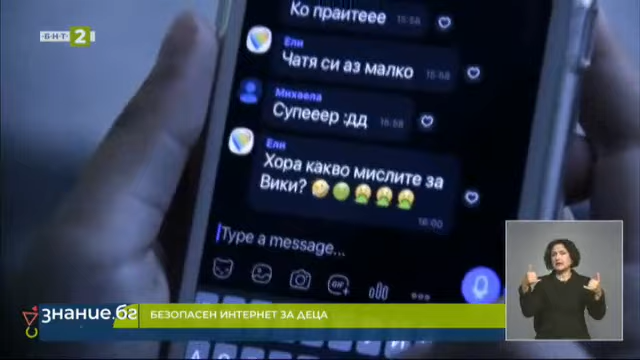 БНТ 2
Ко праитеее 15:58
Ели
Чатя си аз малко 15:58
Михаела
Супееер :дд 15:58
Ели
Хора какво мислите за
Вики? 🤣🤢🤮🤮🤮
16:00
Type a message...
GIF
знание.бг
БЕЗОПАСЕН ИНТЕРНЕТ ЗА ДЕЦА